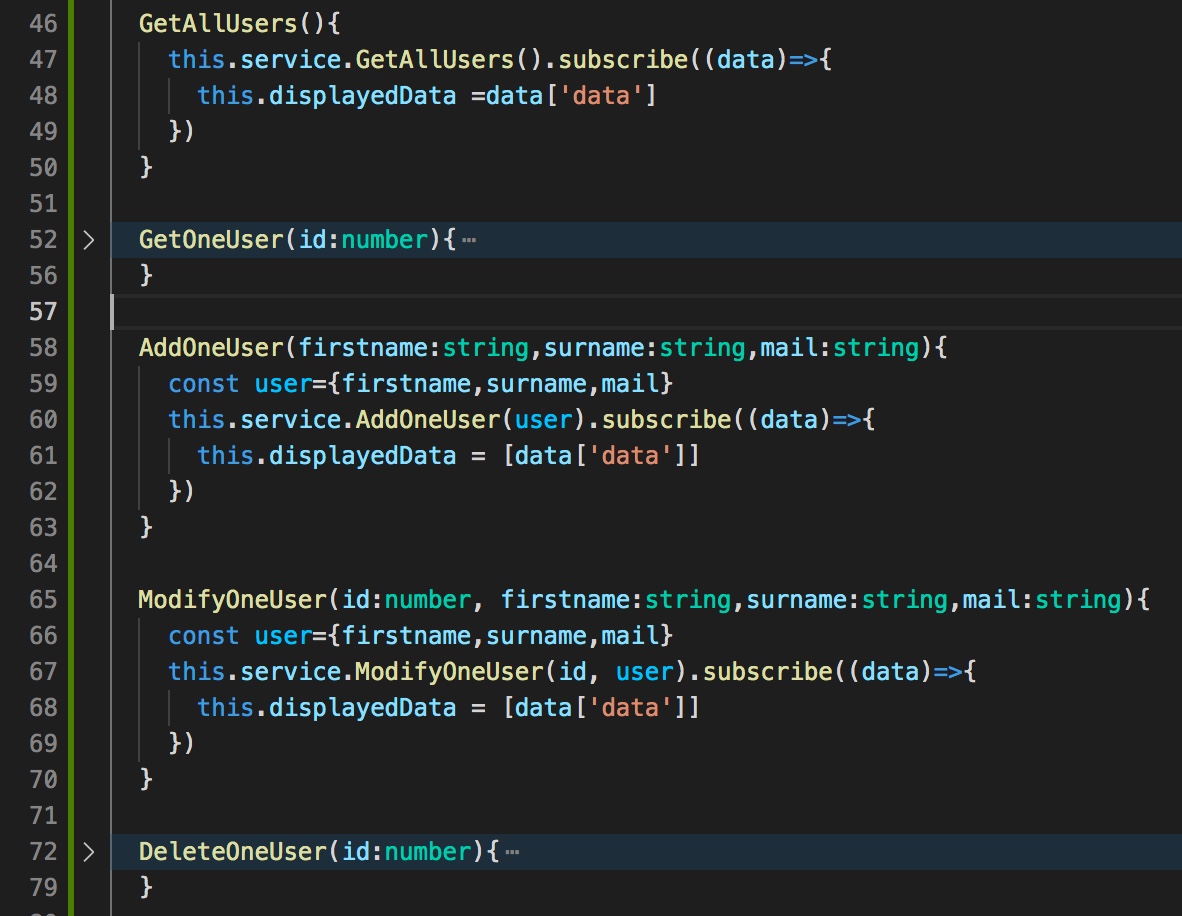 46 GetAllUsers(){
47 this.service.GetAllUsers().subscribe((data)=>{
48 this.displayedData =data['data']
49 })
50 }
51
52 GetOneUser(id:number){⋯
56 }
57
58 AddOneUser(firstname:string,surname:string,mail:string){
59 const user={firstname,surname,mail}
60 this.service.AddOneUser(user).subscribe((data)=>{
61 this.displayedData = [data['data']]
62 })
63 }
64
65 ModifyOneUser(id:number, firstname:string,surname:string,mail:string){
66 const user={firstname,surname,mail}
67 this.service.ModifyOneUser(id, user).subscribe((data)=>{
68 this.displayedData = [data['data']]
69 })
70 }
71
72 DeleteOneUser(id:number){⋯
79 }